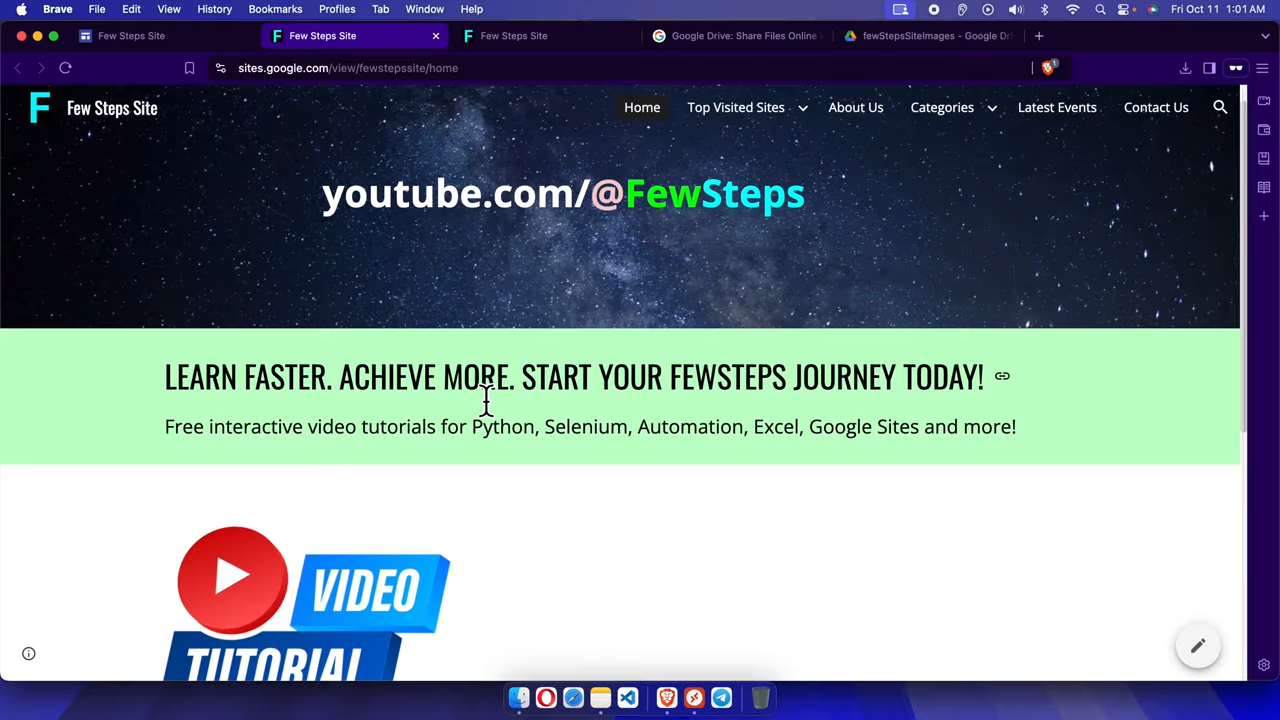 Brave File Edit View History Bookmarks Profiles Tab Window Help Fri Oct 11 1:01 AM
Few Steps Site Few Steps Site Few Steps Site Google Drive: Share Files Online fewStepsSiteImages - Google Dri
sites.google.com/view/fewstepssite/home 1
F Few Steps Site Home Top Visited Sites About Us Categories Latest Events Contact Us
youtube.com/@FewSteps
LEARN FASTER. ACHIEVE MORE. START YOUR FEWSTEPS JOURNEY TODAY!
Free interactive video tutorials for Python, Selenium, Automation, Excel, Google Sites and more!
VIDEO
TUTORIAL